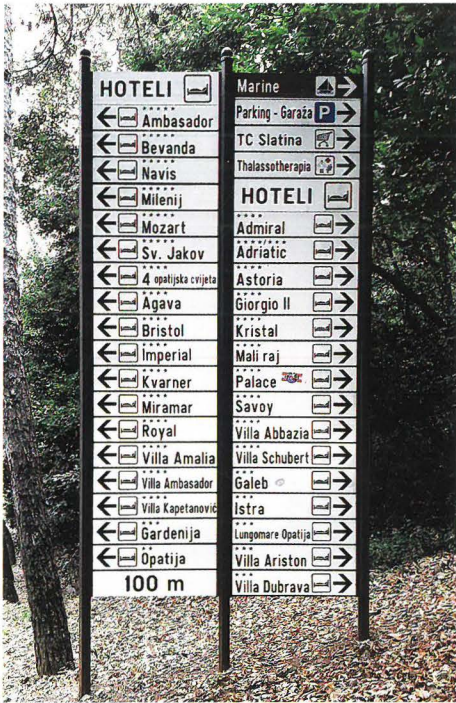 HOTELI
Ambasador
Bevanda
Navis
Milenij
Mozart
Sv. Jakov
4 opatijska cvijeta
Agava
Bristol
Imperial
Kvarner
Miramar
Royal
Villa Amalia
Villa Ambasador
Villa Kapetanović
Gardenija
Opatija
100 m
Marine
Parking - Garaža P
TC Slatina
Thalassotherapia
HOTELI
Admiral
Adriatic
Astoria
Giorgio II
Kristal
Mali raj
Palace
Savoy
Villa Abbazia
Villa Schubert
Galeb
Istra
Lungomare Opatija
Villa Ariston
Villa Dubrava